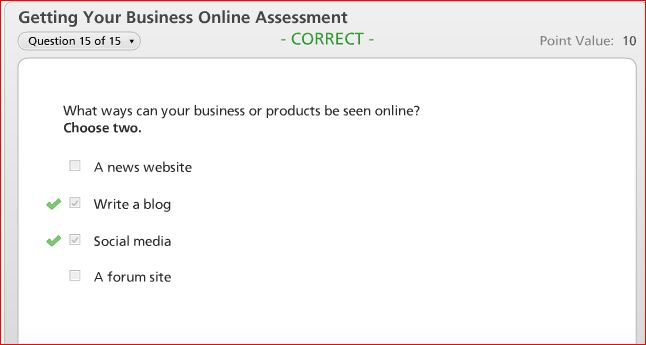 Getting Your Business Online Assessment
Question 15 of 15
- CORRECT -
Point Value: 10
What ways can your business or products be seen online?
Choose two.
A news website
Write a blog
Social media
A forum site